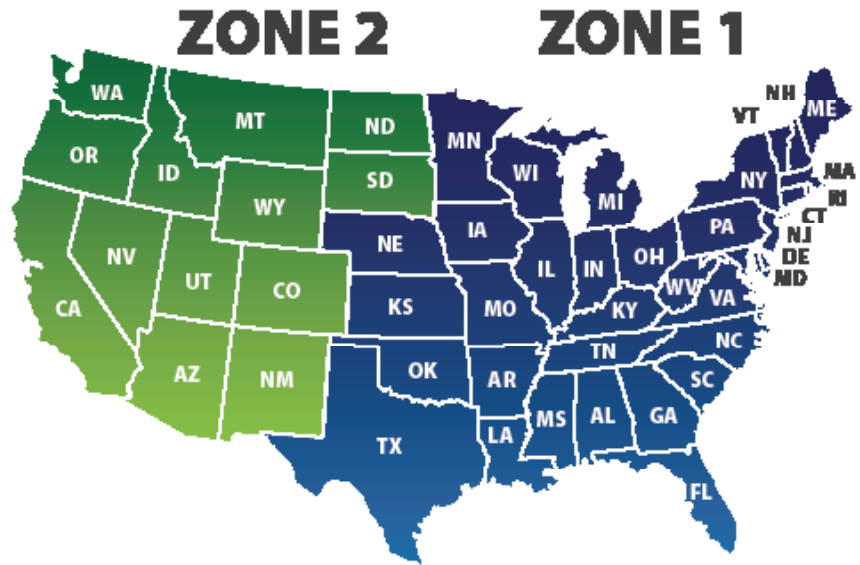 ZONE 2 ZONE 1
WA
MT
ND
MN
NH
ME
VT
OR
ID
SD
WI
MI
NY
MA
RI
CT
WY
NE
IA
PA
NJ
DE
MD
NV
UT
CO
KS
MO
IL
IN
OH
WV
VA
CA
KY
NC
AZ
NM
OK
AR
TN
SC
TX
LA
MS
AL
GA
FL